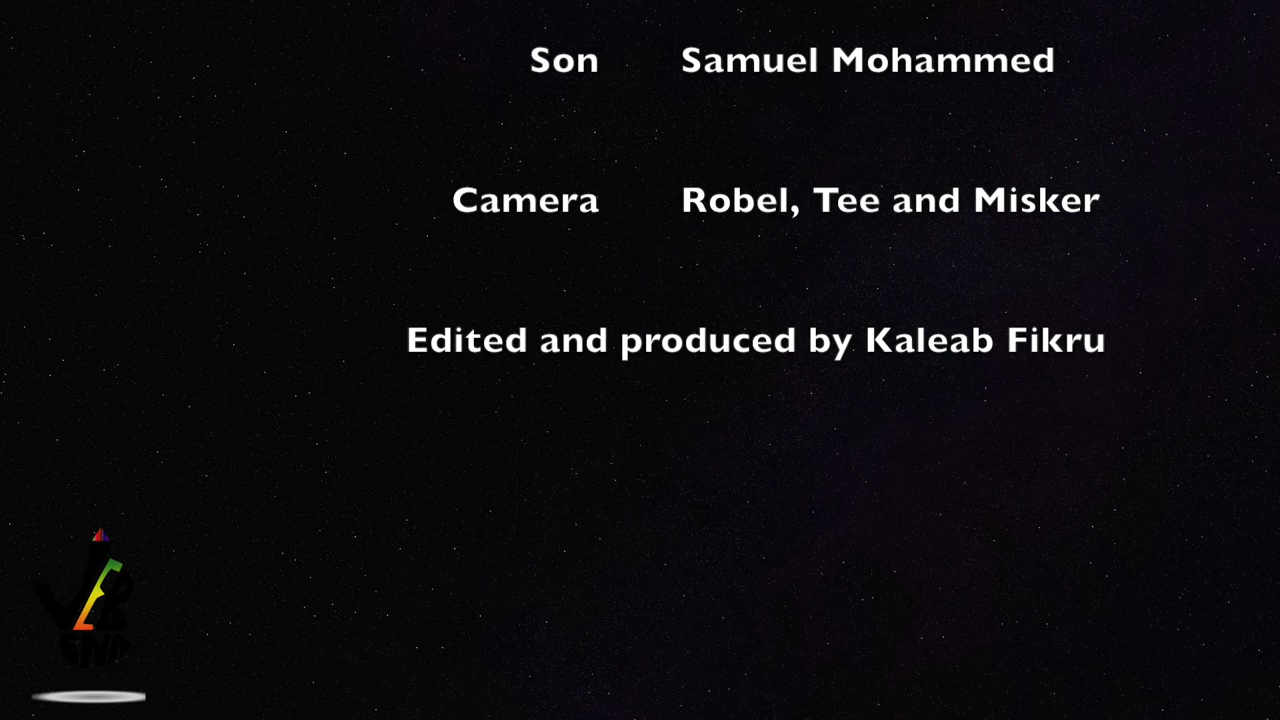 Son Samuel Mohammed
Camera Robel, Tee and Misker
Edited and produced by Kaleab Fikru